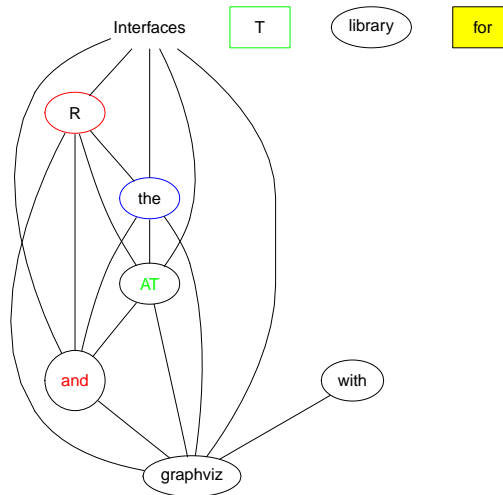 Interfaces T library for
R
the
AT
and with
graphviz